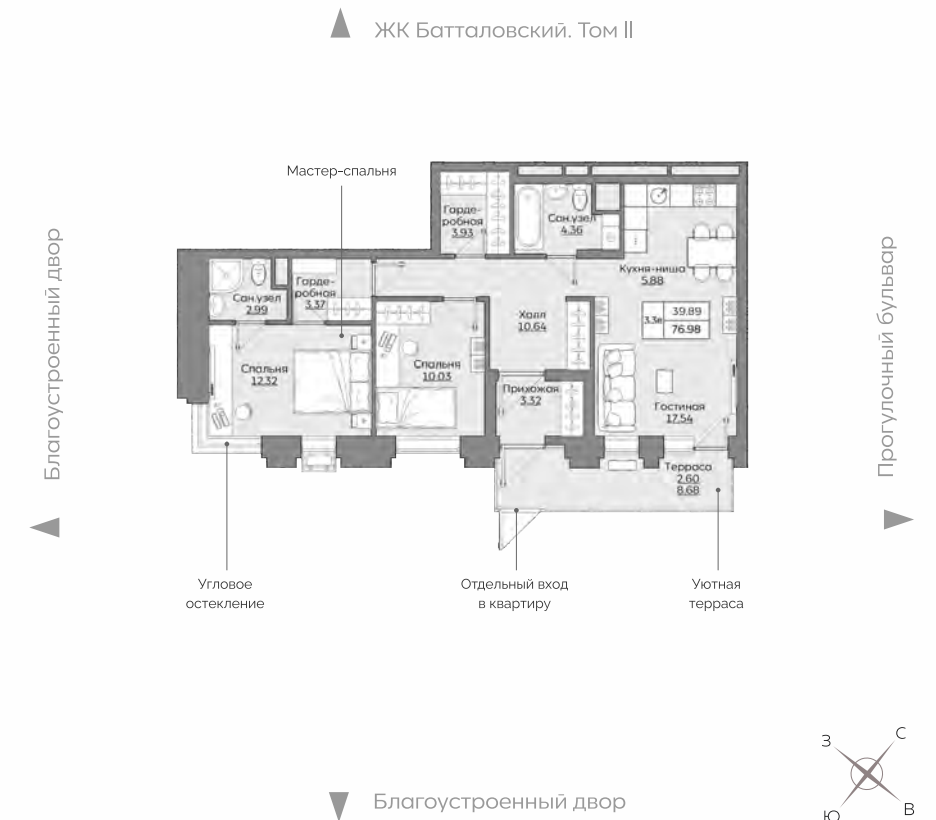 ЖК Батталовский. Том II
Мастер-спальня
Благоустроенный двор
Прогулочный бульвар
Гарде-
робная
3.93
Сан.узел
4.36
Кухня-ниша
5.88
Сан.узел
2.99
Гарде-
робная
3.37
Холл
10.64
3.3е
39.89
76.98
Спальня
12.32
Спальня
10.03
Прихожая
3.32
Гостиная
17.54
Терраса
2.60
8.68
Угловое
остекление
Отдельный вход
в квартиру
Уютная
терраса
Благоустроенный двор
З
С
Ю
В